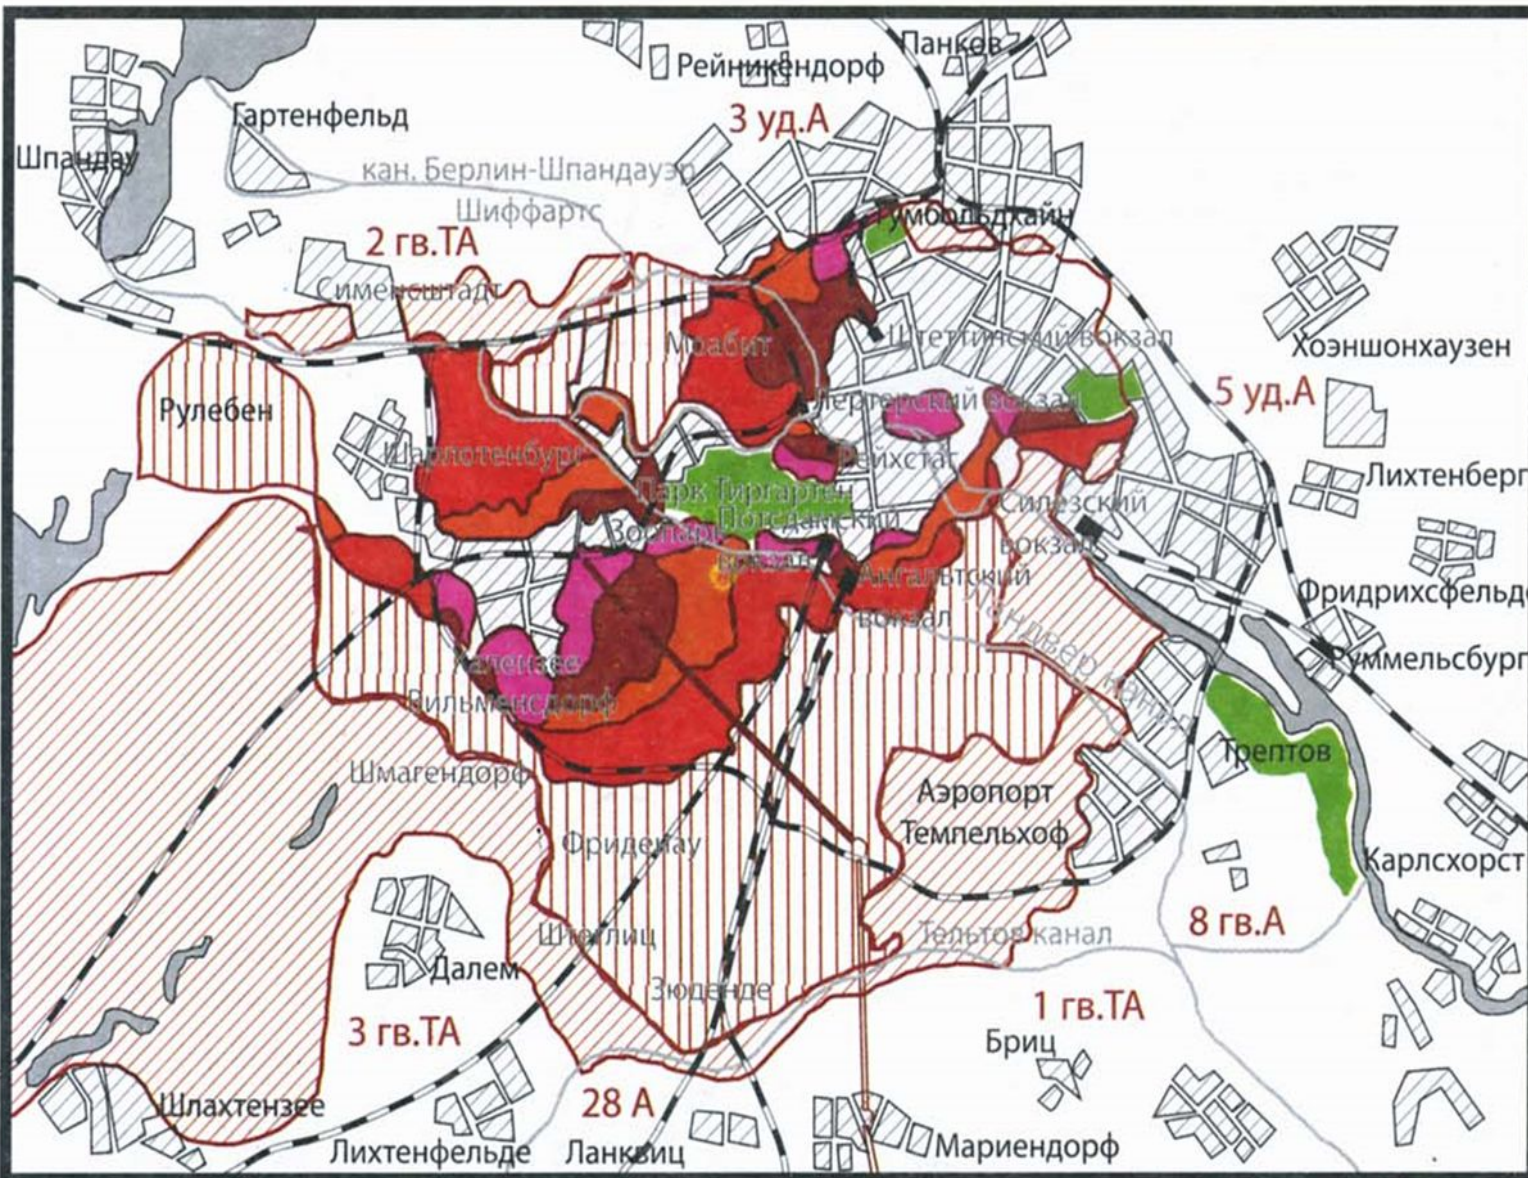 Панков
Рейникендорф
Гартенфельд
3 уд.А
Шпандау
кан. Берлин-Шпандауэр
Шиффартс
Гумбольдхайн
2 гв.ТА
Сименсштадт
Моабит
Штеттинский вокзал
Хоэншонхаузен
5 уд.А
Рулебен
Лертерский вокзал
Шарлотенбург
Рейхстаг
Лихтенберг
Парк Тиргартен
Силезский
вокзал
Зоопарк
Потсдамский
вокзал
Ангальтский
вокзал
Ландвер канал
Фридрихсфельде
Халензее
Руммельсбург
Вильменсдорф
Трептов
Шмагендорф
Аэропорт
Темпельхоф
Фриденау
Карлсхорст
8 гв.А
Штеглиц
Тельтов канал
Далем
Зюденде
3 гв.ТА
1 гв.ТА
Бриц
28 А
Шлахтензее
Лихтенфельде
Ланквиц
Мариендорф